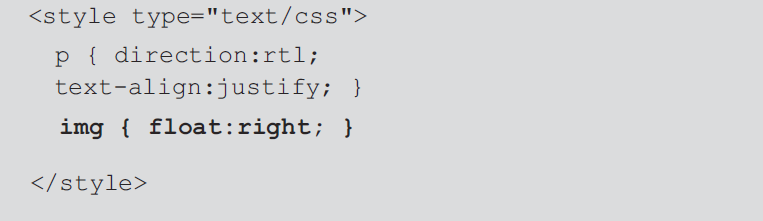 <style type="text/css">
p { direction:rtl;
text-align:justify; }
img { float:right; }
</style>